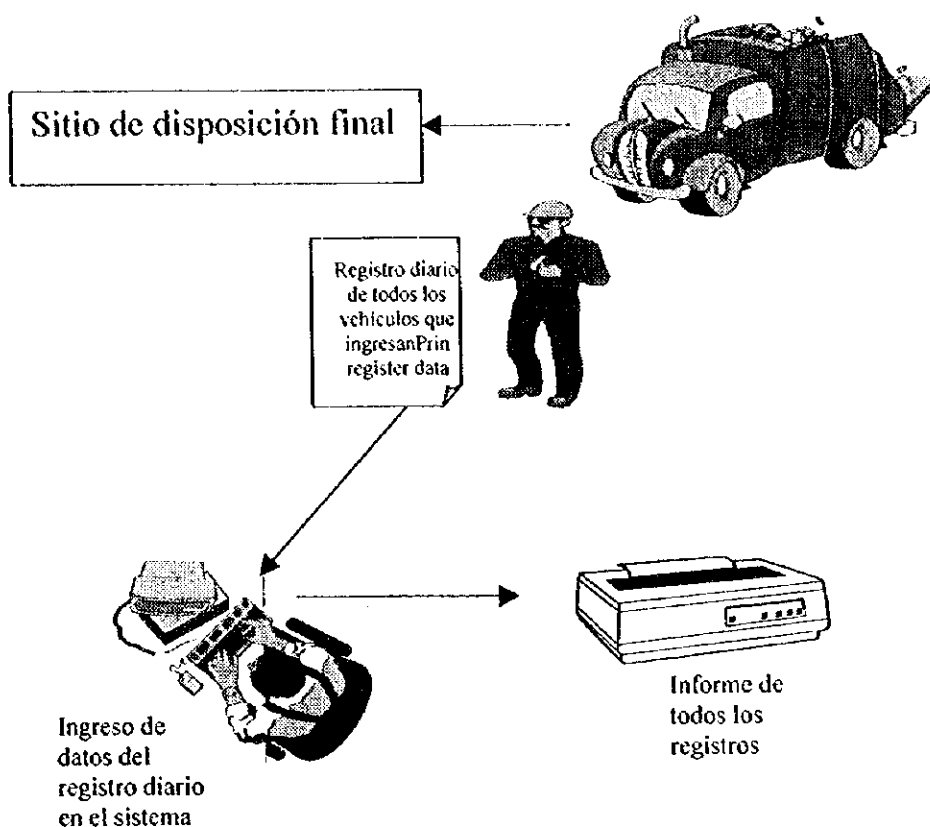 Sitio de disposición final
Registro diario
de todos los
vehículos que
ingresanPrin
register data
Ingreso de
datos del
registro diario
en el sistema
Informe de
todos los
registros